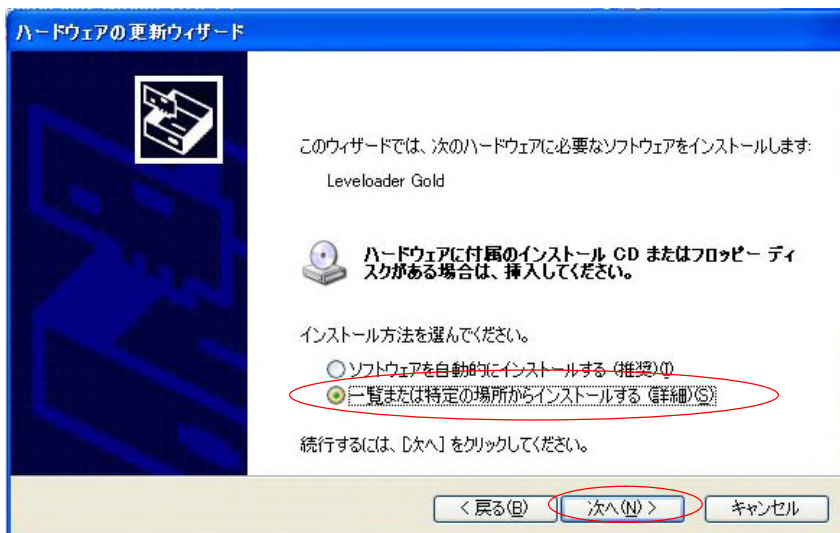 ハードウェアの更新ウィザード
このウィザードでは、次のハードウェアに必要なソフトウェアをインストールします:
Leveloader Gold
ハードウェアに付属のインストール CD またはフロッピー ディ
スクがある場合は、挿入してください。
インストール方法を選んでください。
ソフトウェアを自動的にインストールする (推奨)(I)
一覧または特定の場所からインストールする (詳細)(S)
続行するには、[次へ] をクリックしてください。
< 戻る(B) 次へ(N) > キャンセル